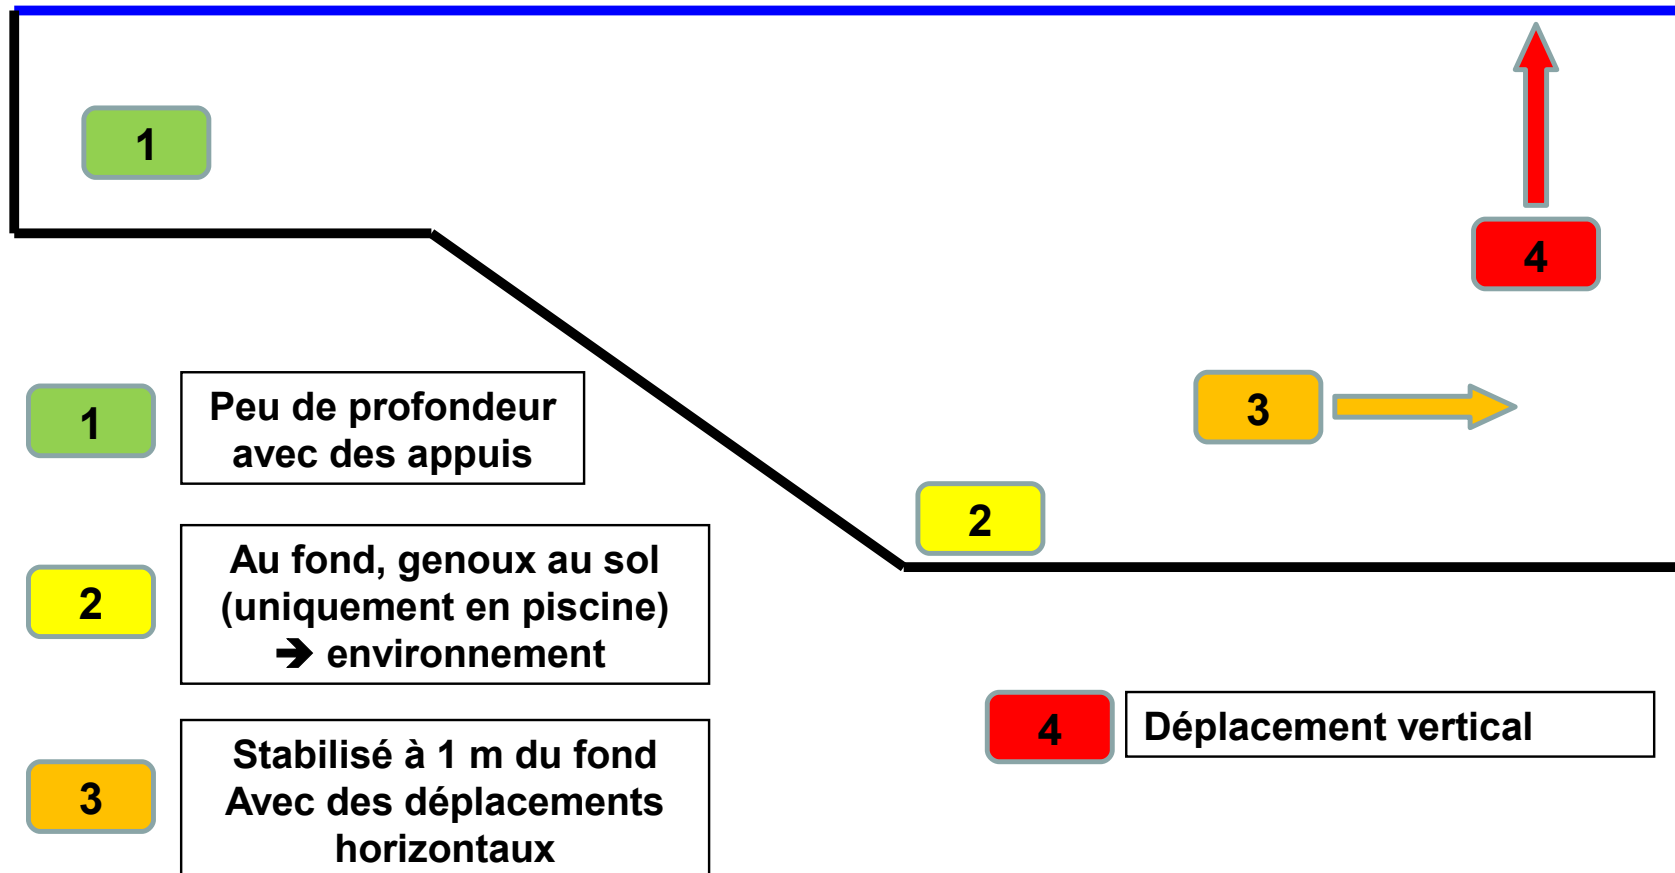 1
4
3
2
1
Peu de profondeur
avec des appuis
2
Au fond, genoux au sol
(uniquement en piscine)
➔ environnement
3
Stabilisé à 1 m du fond
Avec des déplacements
horizontaux
4
Déplacement vertical